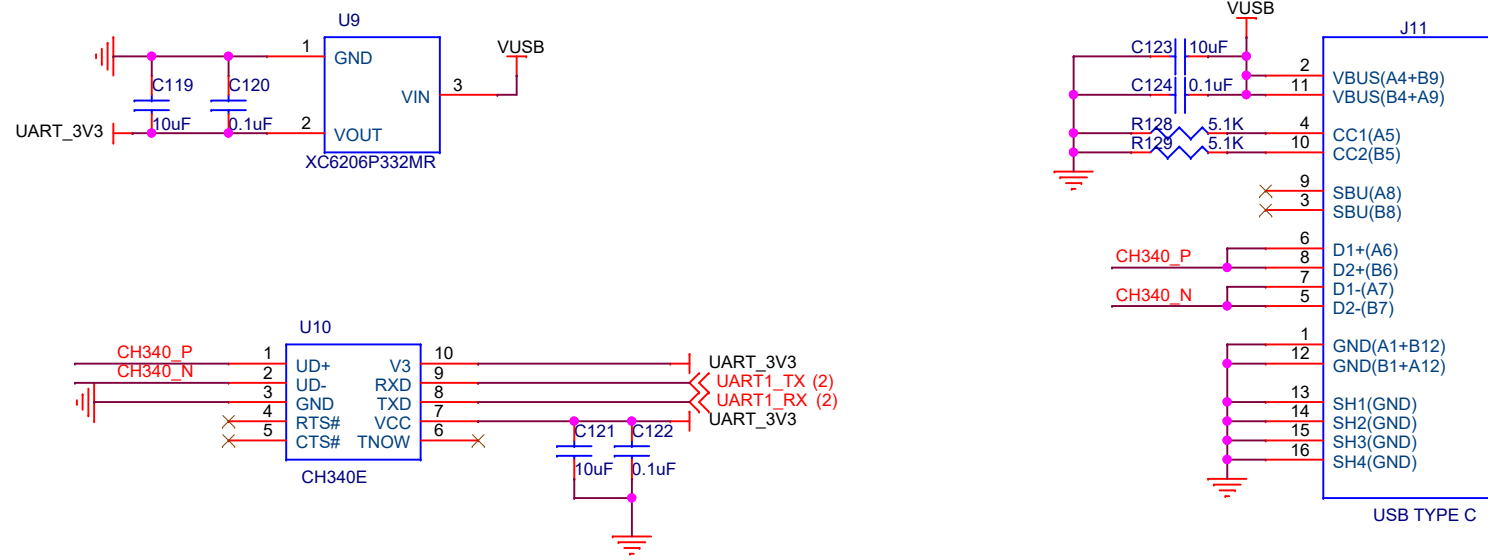 U9
1
GND
VUSB
C119
C120
VIN
3
10uF
0.1uF
UART_3V3
2
VOUT
XC6206P332MR
VUSB
J11
C123
10uF
2
VBUS(A4+B9)
C124
0.1uF
11
VBUS(B4+A9)
R128
5.1K
4
CC1(A5)
R129
5.1K
10
CC2(B5)
9
SBU(A8)
3
SBU(B8)
6
D1+(A6)
CH340_P
8
D2+(B6)
7
D1-(A7)
CH340_N
5
D2-(B7)
1
GND(A1+B12)
12
GND(B1+A12)
13
SH1(GND)
14
SH2(GND)
15
SH3(GND)
16
SH4(GND)
USB TYPE C
U10
CH340_P
1
UD+
V3
10
UART_3V3
CH340_N
2
UD-
RXD
9
UART1_TX (2)
3
GND
TXD
8
UART1_RX (2)
4
RTS#
VCC
7
UART_3V3
5
CTS#
TNOW
6
C121
C122
10uF
0.1uF
CH340E